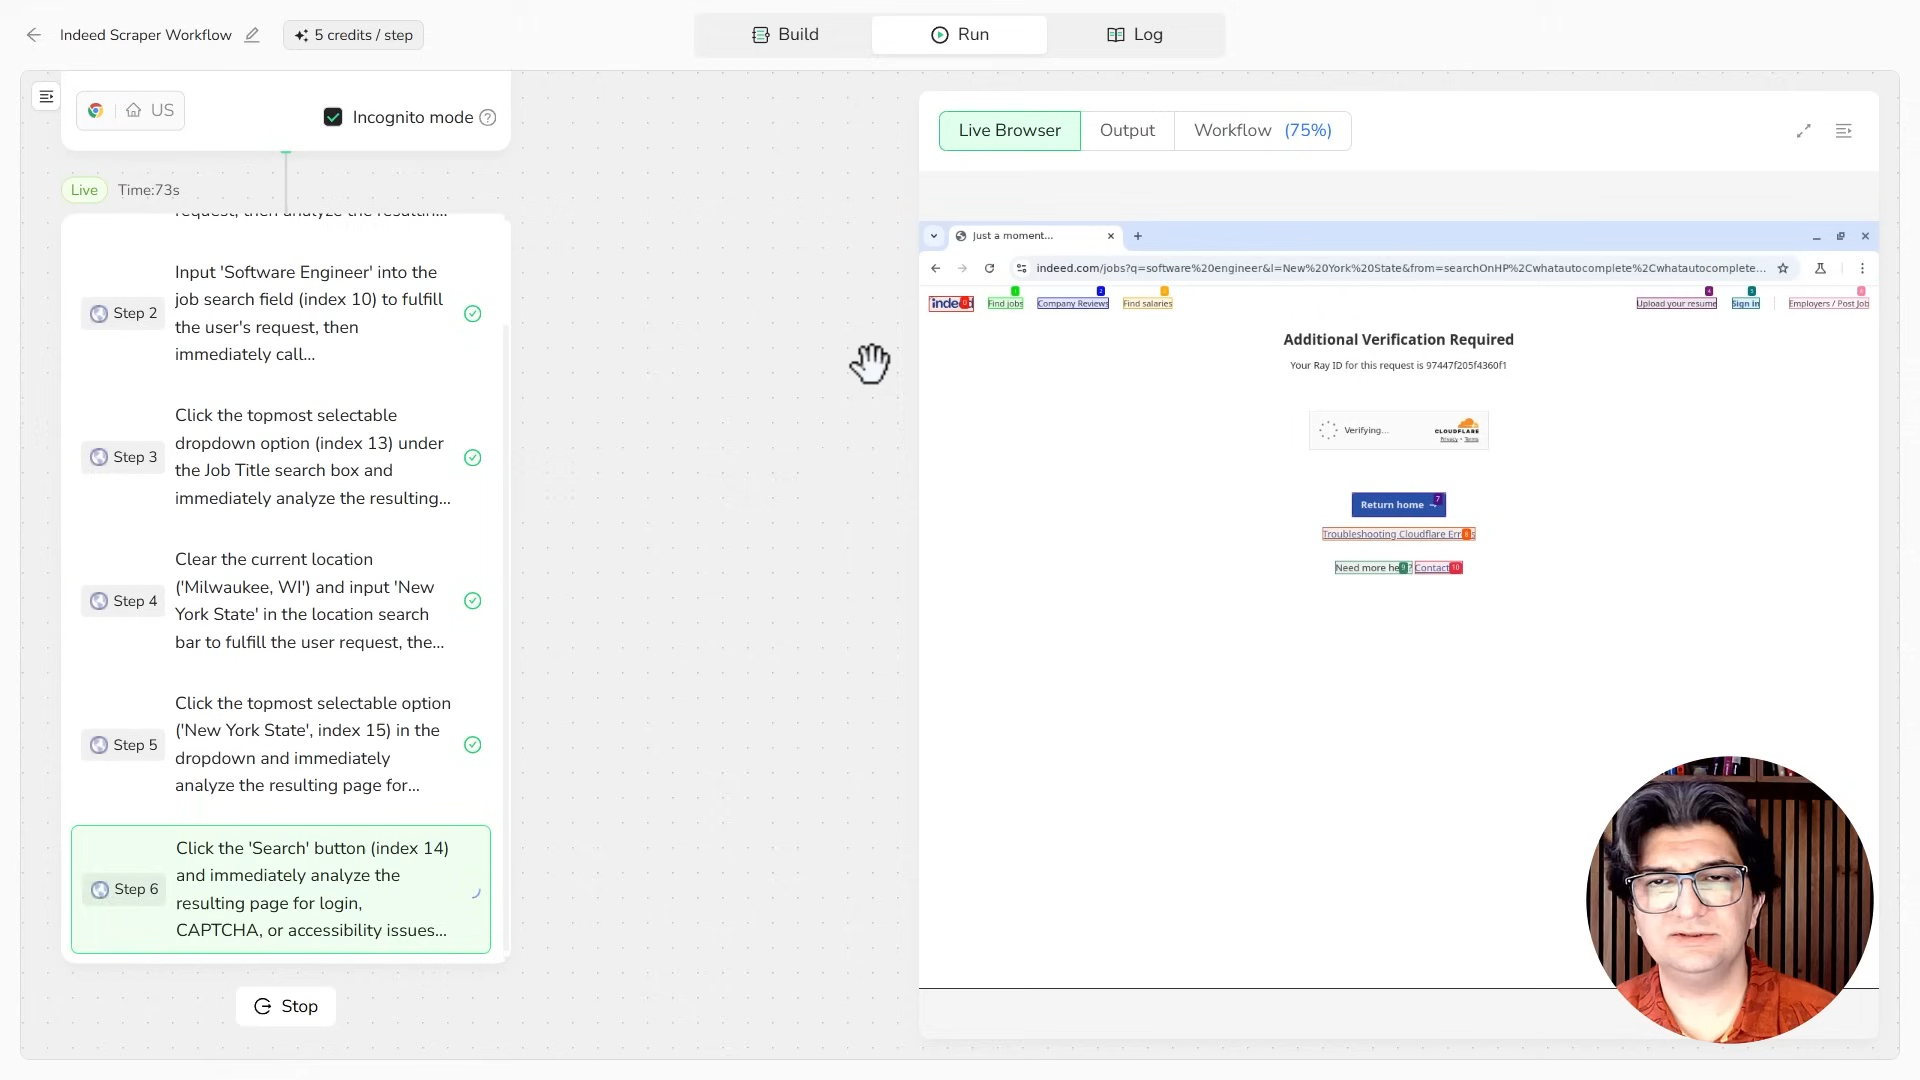 Indeed Scraper Workflow
5 credits / step
Build
Run
Log
US
Incognito mode
Live Time:73s
request, then analyze the resultin...
Step 2
Input 'Software Engineer' into the
job search field (index 10) to fulfill
the user's request, then
immediately call...
Step 3
Click the topmost selectable
dropdown option (index 13) under
the Job Title search box and
immediately analyze the resulting...
Step 4
Clear the current location
('Milwaukee, WI') and input 'New
York State' in the location search
bar to fulfill the user request, the...
Step 5
Click the topmost selectable option
('New York State', index 15) in the
dropdown and immediately
analyze the resulting page for...
Step 6
Click the 'Search' button (index 14)
and immediately analyze the
resulting page for login,
CAPTCHA, or accessibility issues...
Stop
Live Browser
Output
Workflow (75%)
Just a moment...
indeed.com/jobs?q=software%20engineer&l=New%20York%20State&from=searchOnHP%2Cwhatautocomplete%2Cwhatautocomplete...
indeed Find jobs Company Reviews Find salaries Upload your resume Sign in Employers / Post Job
Additional Verification Required
Your Ray ID for this request is 97447f205f4360f1
Verifying...
CLOUDFLARE
Privacy • Terms
Return home 7
Troubleshooting Cloudflare
Need more 9 Contact 10